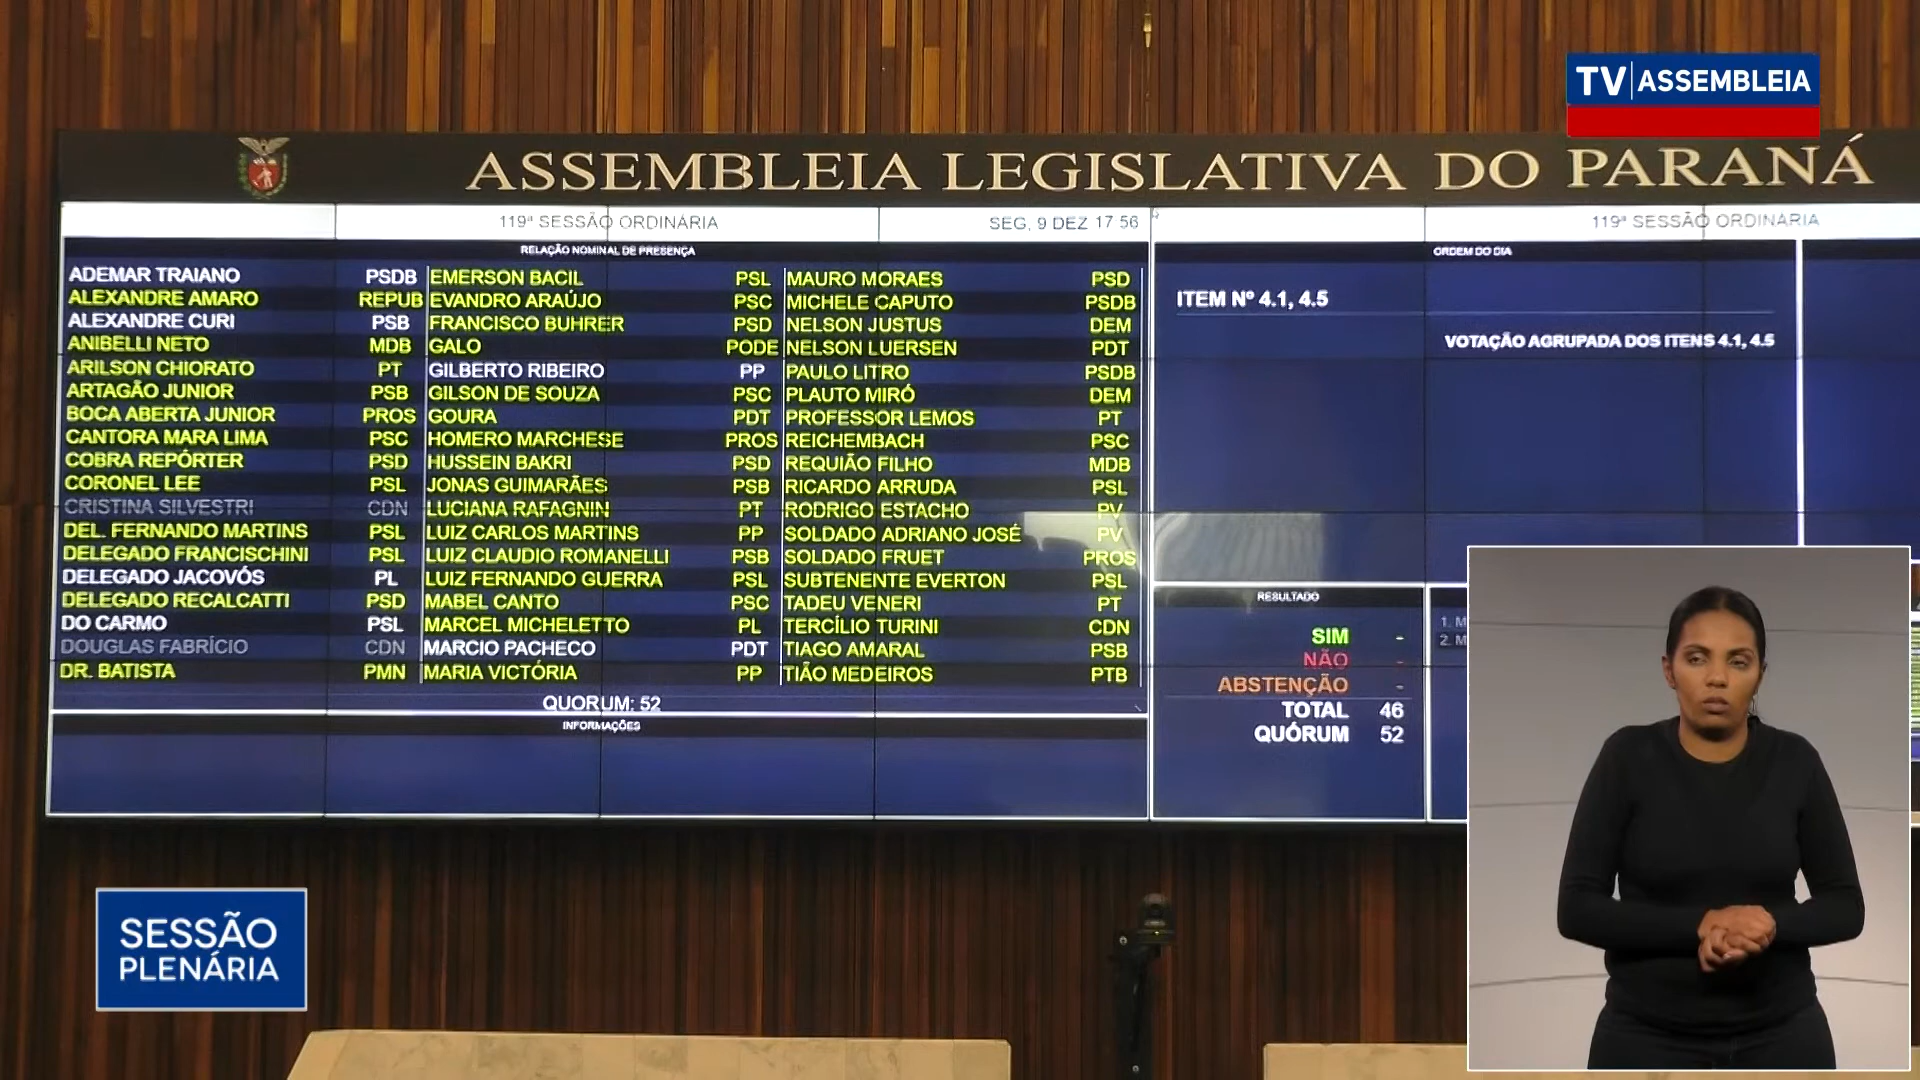 TV ASSEMBLEIA
ASSEMBLEIA LEGISLATIVA DO PARANÁ
119ª SESSÃO ORDINÁRIA SEG, 9 DEZ 17 56
RELAÇÃO NOMINAL DE PRESENÇA
ADEMAR TRAIANO PSDB EMERSON BACIL PSL MAURO MORAES PSD
ALEXANDRE AMARO REPUB EVANDRO ARAÚJO PSC MICHELE CAPUTO PSDB
ALEXANDRE CURI PSB FRANCISCO BUHRER PSD NELSON JUSTUS DEM
ANIBELLI NETO MDB GALO PODE NELSON LUERSEN PDT
ARILSON CHIORATO PT GILBERTO RIBEIRO PP PAULO LITRO PSDB
ARTAGÃO JUNIOR PSB GILSON DE SOUZA PSC PLAUTO MIRÓ DEM
BOCA ABERTA JUNIOR PROS GOURA PDT PROFESSOR LEMOS PT
CANTORA MARA LIMA PSC HOMERO MARCHESE PROS REICHEMBACH PSC
COBRA REPÓRTER PSD HUSSEIN BAKRI PSD REQUIÃO FILHO MDB
CORONEL LEE PSL JONAS GUIMARÃES PSB RICARDO ARRUDA PSL
CRISTINA SILVESTRI CDN LUCIANA RAFAGNIN PT RODRIGO ESTACHO PV
DEL. FERNANDO MARTINS PSL LUIZ CARLOS MARTINS PP SOLDADO ADRIANO JOSÉ PV
DELEGADO FRANCISCHINI PSL LUIZ CLAUDIO ROMANELLI PSB SOLDADO FRUET PROS
DELEGADO JACOVÓS PL LUIZ FERNANDO GUERRA PSL SUBTENENTE EVERTON PSL
DELEGADO RECALCATTI PSD MABEL CANTO PSC TADEU VENERI PT
DO CARMO PSL MARCEL MICHELETTO PL TERCÍLIO TURINI CDN
DOUGLAS FABRÍCIO CDN MARCIO PACHECO PDT TIAGO AMARAL PSB
DR. BATISTA PMN MARIA VICTÓRIA PP TIÃO MEDEIROS PTB
QUORUM: 52
INFORMAÇÕES
119ª SESSÃO ORDINÁRIA
ORDEM DO DIA
ITEM Nº 4.1, 4.5
VOTAÇÃO AGRUPADA DOS ITENS 4.1, 4.5
RESULTADO
SIM -
NÃO -
ABSTENÇÃO -
TOTAL 46
QUÓRUM 52
1. M
2. M
SESSÃO
PLENÁRIA